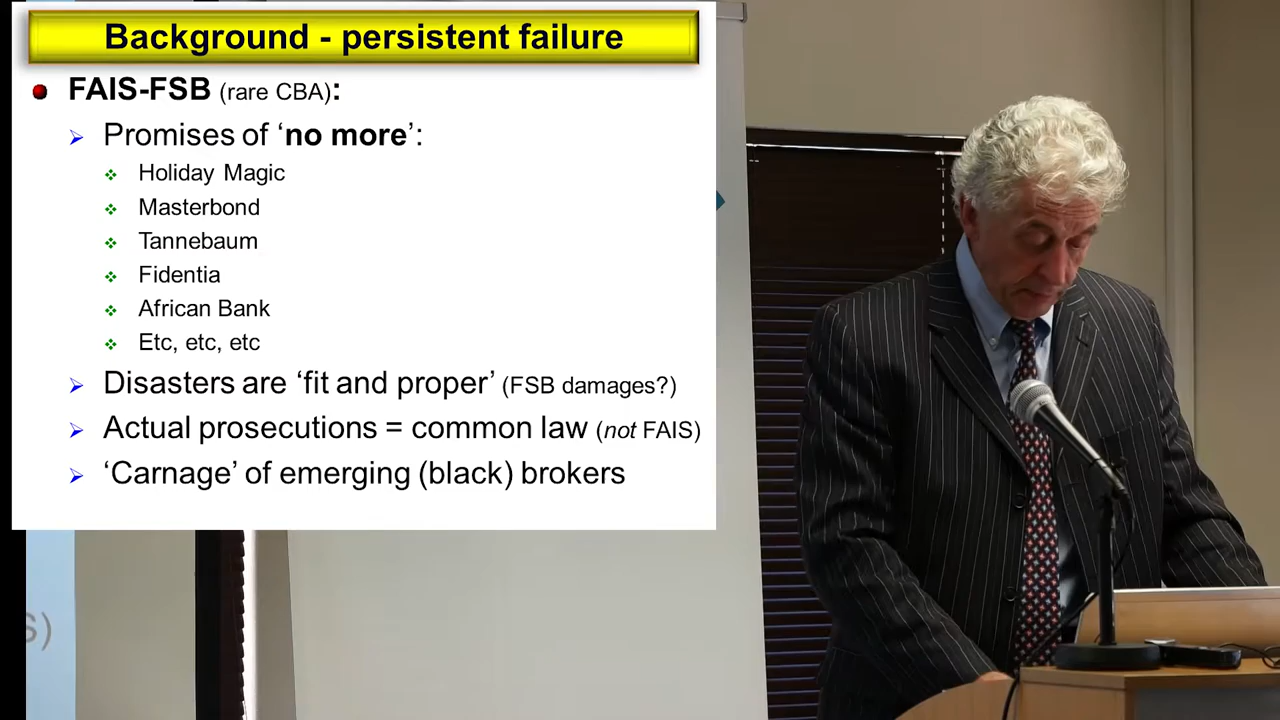 Background - persistent failure
FAIS-FSB (rare CBA):
Promises of ‘no more’:
Holiday Magic
Masterbond
Tannebaum
Fidentia
African Bank
Etc, etc, etc
Disasters are ‘fit and proper’ (FSB damages?)
Actual prosecutions = common law (not FAIS)
‘Carnage’ of emerging (black) brokers
S)